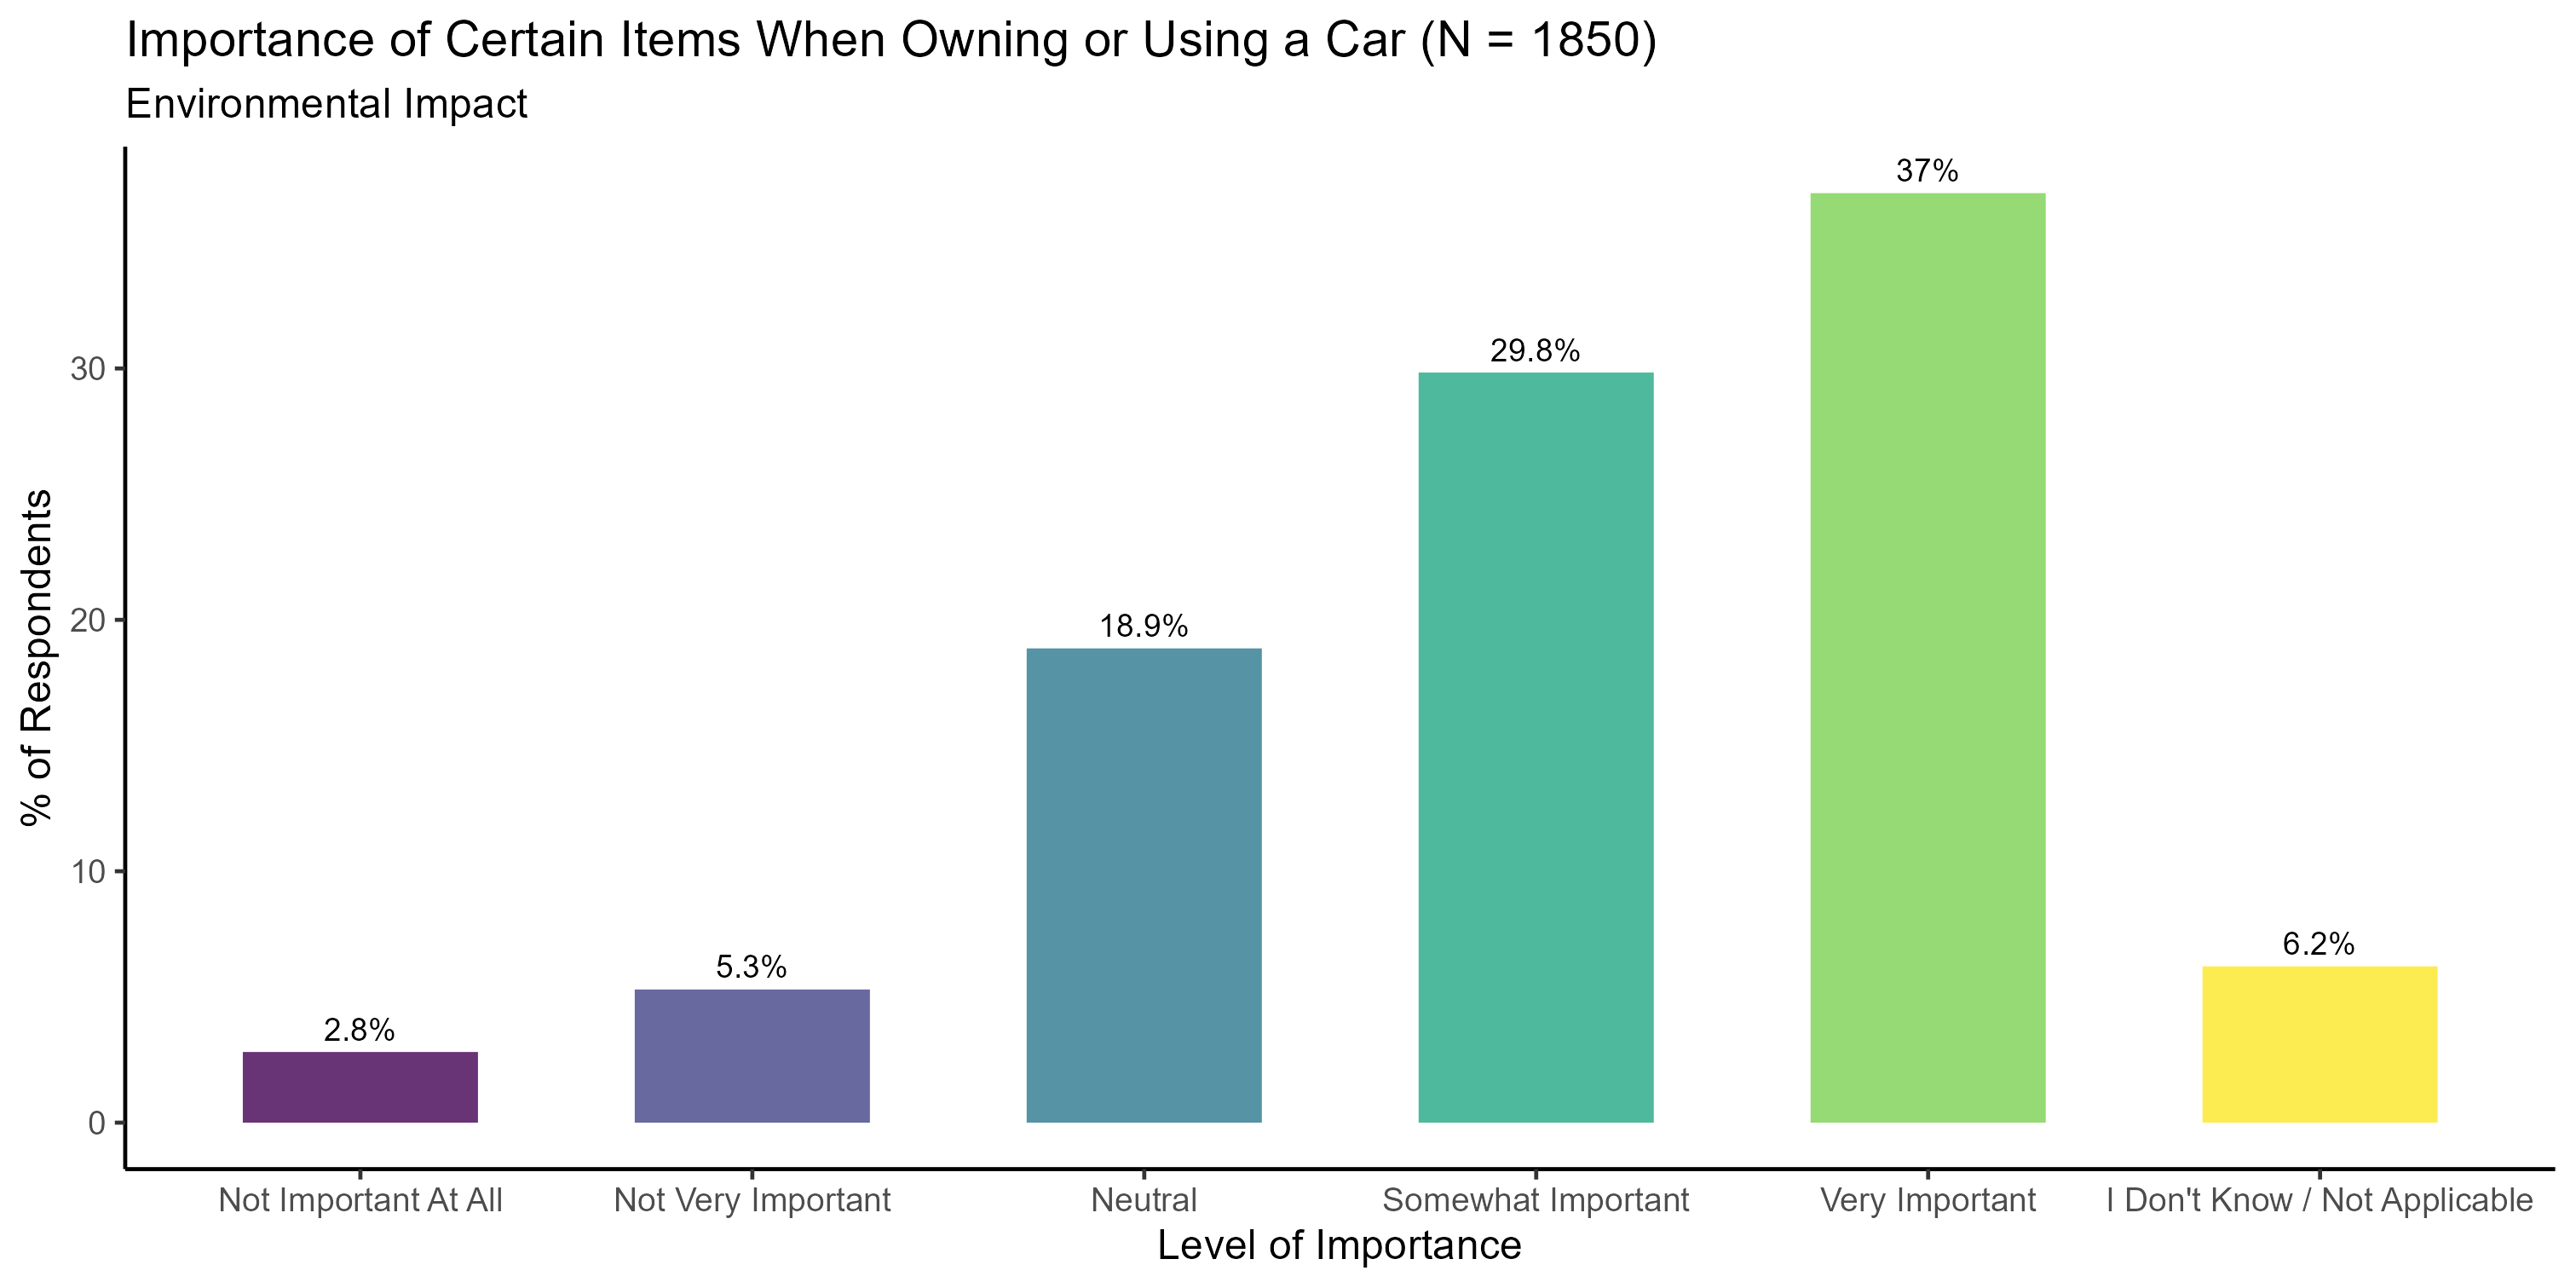 Importance of Certain Items When Owning or Using a Car (N = 1850)
Environmental Impact
% of Respondents
37%
30
29.8%
20
18.9%
10
6.2%
5.3%
2.8%
0
Not Important At All
Not Very Important
Neutral
Somewhat Important
Very Important
I Don't Know / Not Applicable
Level of Importance